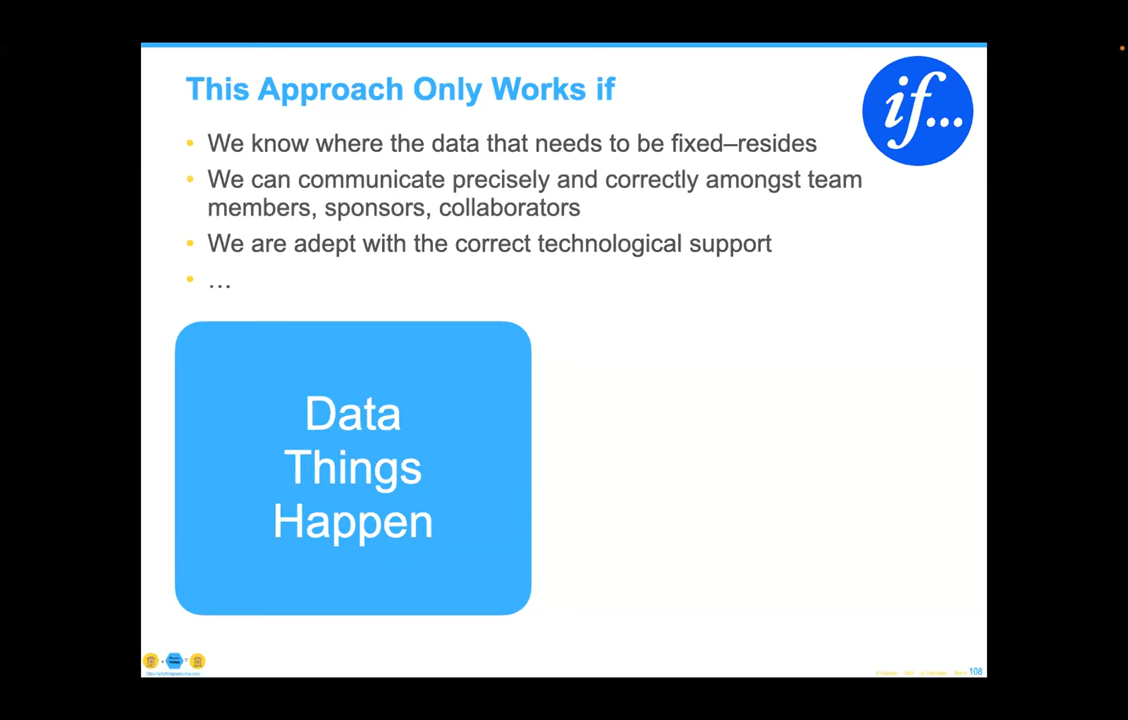 This Approach Only Works if
if...
• We know where the data that needs to be fixed–resides
• We can communicate precisely and correctly amongst team
members, sponsors, collaborators
• We are adept with the correct technological support
• …
Data
Things
Happen
108